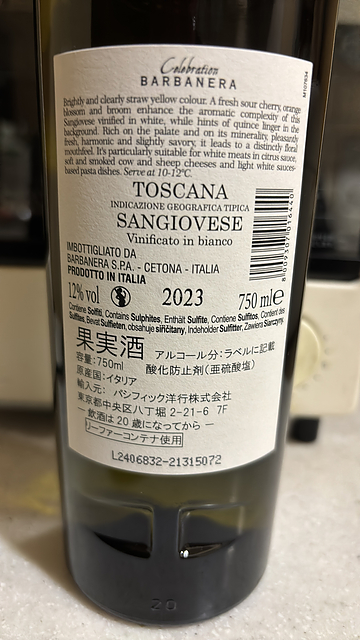 Celebration
BARBANERA
Brightly and clearly straw yellow colour. A fresh sour cherry, orange
blossom and broom enhance the aromatic complexity of this
Sangiovese vinified in white, while hints of quince linger in the
background. Rich on the palate and on its minerality, pleasantly
fresh, harmonic and slightly savory, it leads to a distinctly floral
mouthfeel. It's particularly suitable for white meats in citrus sauce,
soft and smoked cow and sheep cheeses and light white sauces-
based pasta dishes. Serve at 10-12°C.
TOSCANA
INDICAZIONE GEOGRAFICA TIPICA
SANGIOVESE
Vinificato in bianco
IMBOTTIGLIATO DA
BARBANERA S.P.A. - CETONA - ITALIA
PRODOTTO IN ITALIA
12% vol 2023 750 ml e
Contiene Solfiti, Contains Sulphites, Enthält Sulfite, Contiene Sulfitos, Contient des
Sulfites, Bevat Sulfieten, obsahuje siřičitany, Indeholder Sulfitter, Zawiera Siarczyny.
果実酒 アルコール分:ラベルに記載
容量:750ml 酸化防止剤(亜硫酸塩)
原産国:イタリア
輸入元: パシフィック洋行株式会社
東京都中央区八丁堀 2-21-6 7F
— 飲酒は 20 歳になってから —
リーファーコンテナ使用
L2406832-21315072
20